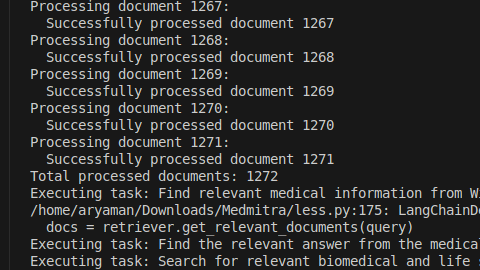 Processing document 1267:
Successfully processed document 1267
Processing document 1268:
Successfully processed document 1268
Processing document 1269:
Successfully processed document 1269
Processing document 1270:
Successfully processed document 1270
Processing document 1271:
Successfully processed document 1271
Total processed documents: 1272
Executing task: Find relevant medical information from W
/home/aryaman/Downloads/Medmitra/less.py:175: LangChainDe
docs = retriever.get_relevant_documents(query)
Executing task: Find the relevant answer from the medical
Executing task: Search for relevant biomedical and life